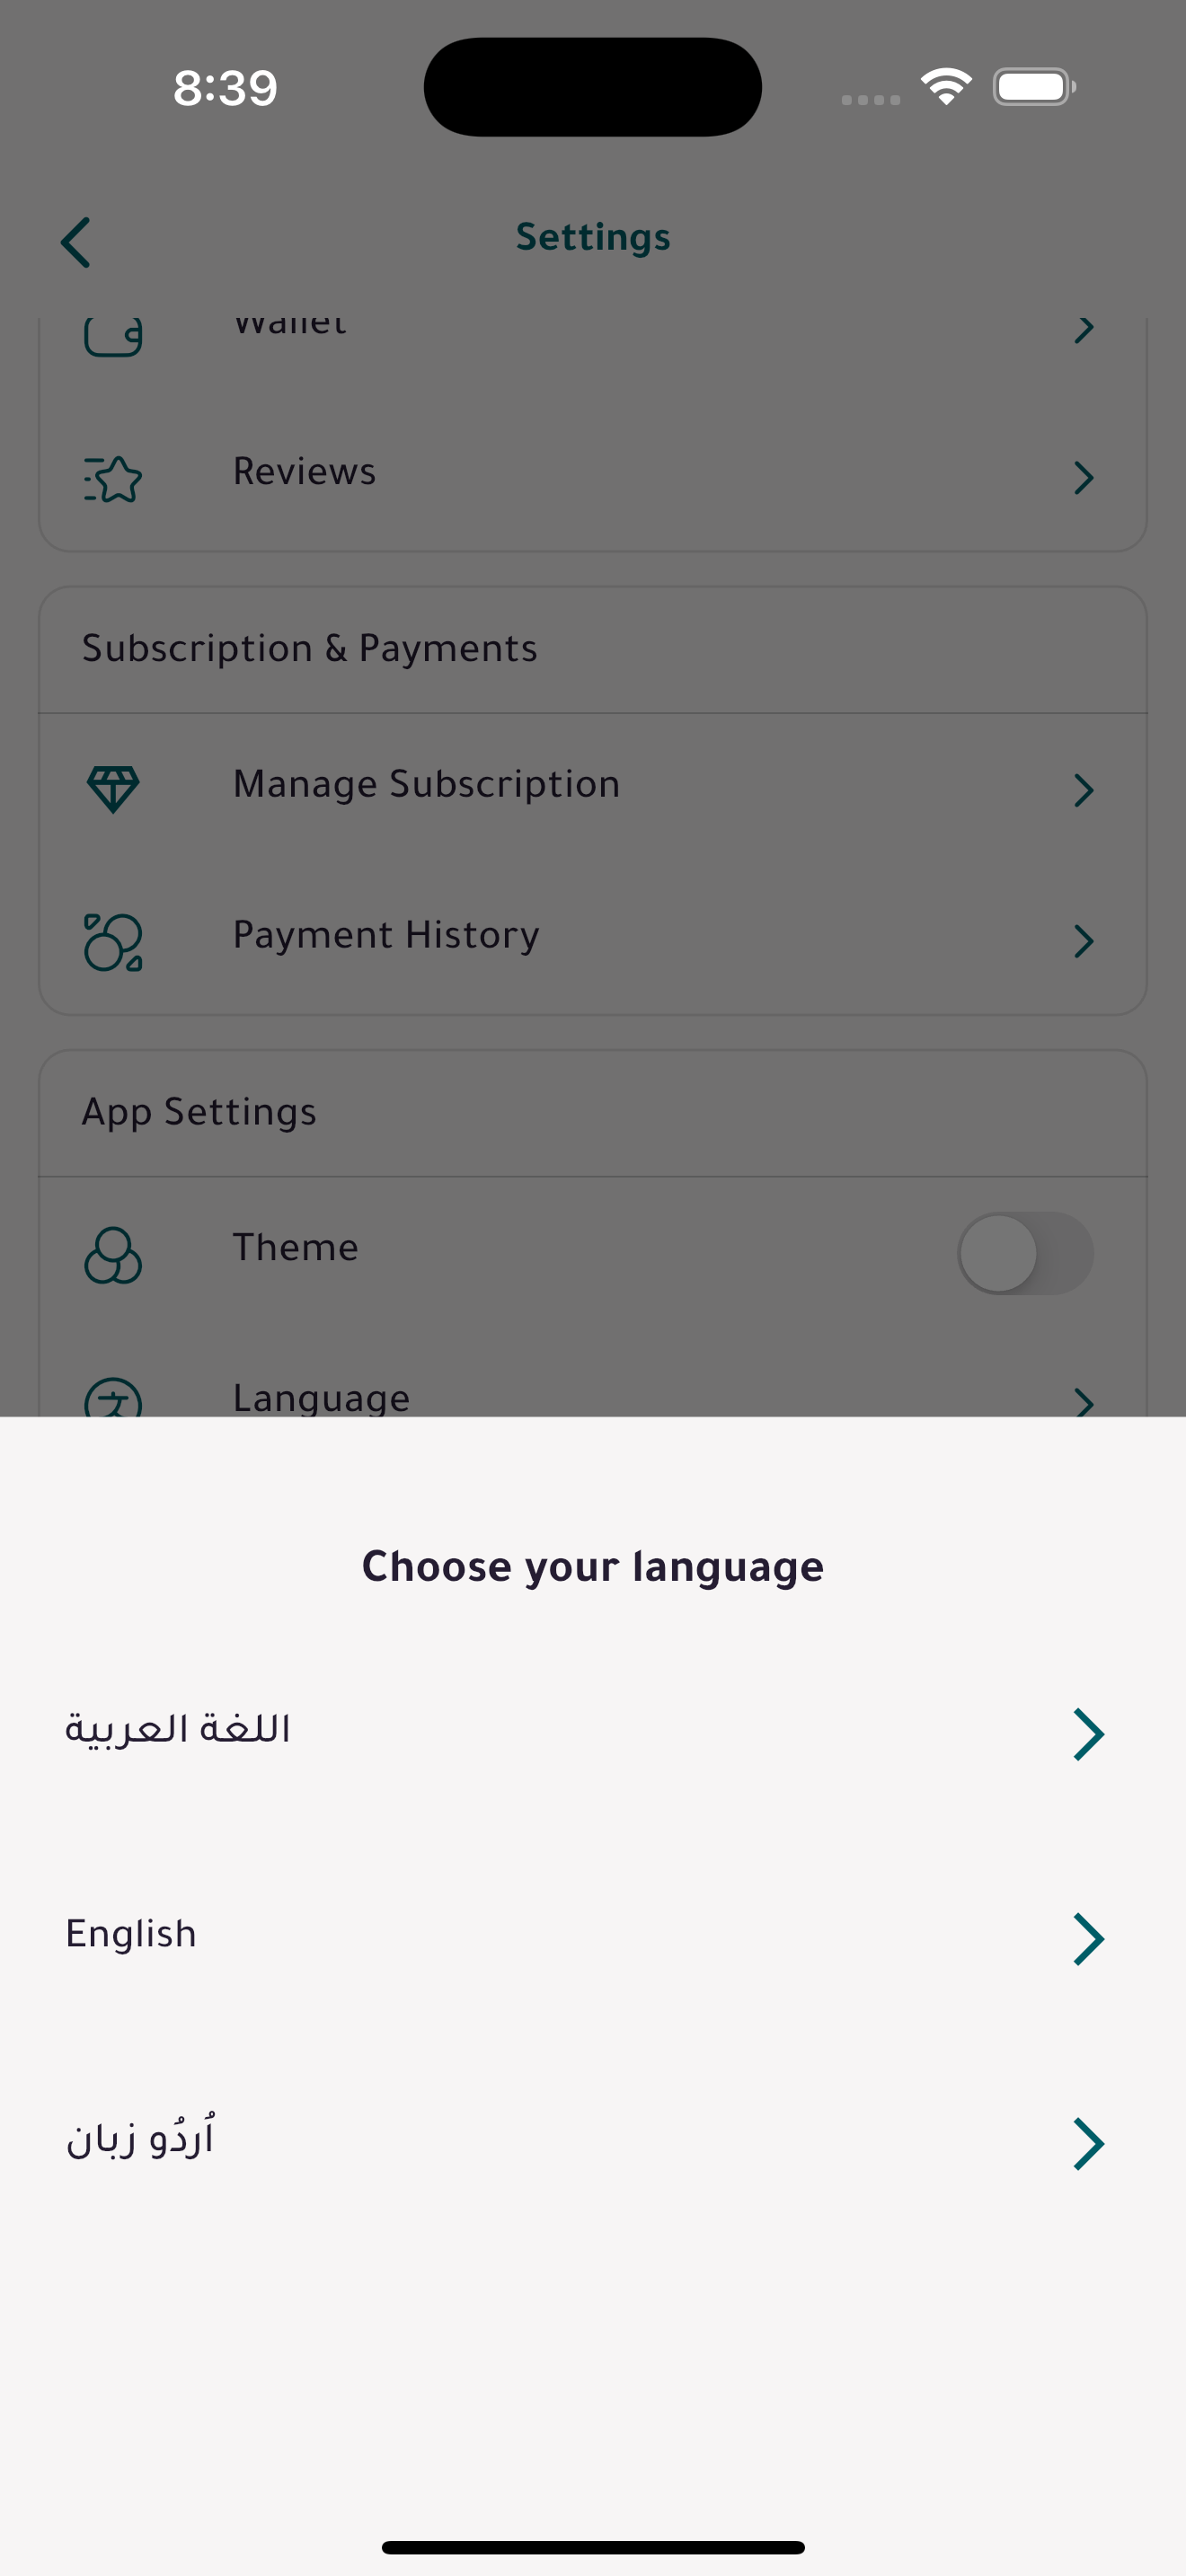 8:39
Settings
Wallet
Reviews
Subscription & Payments
Manage Subscription
Payment History
App Settings
Theme
Language
Choose your language
اللغة العربية
English
اُردُو زبان